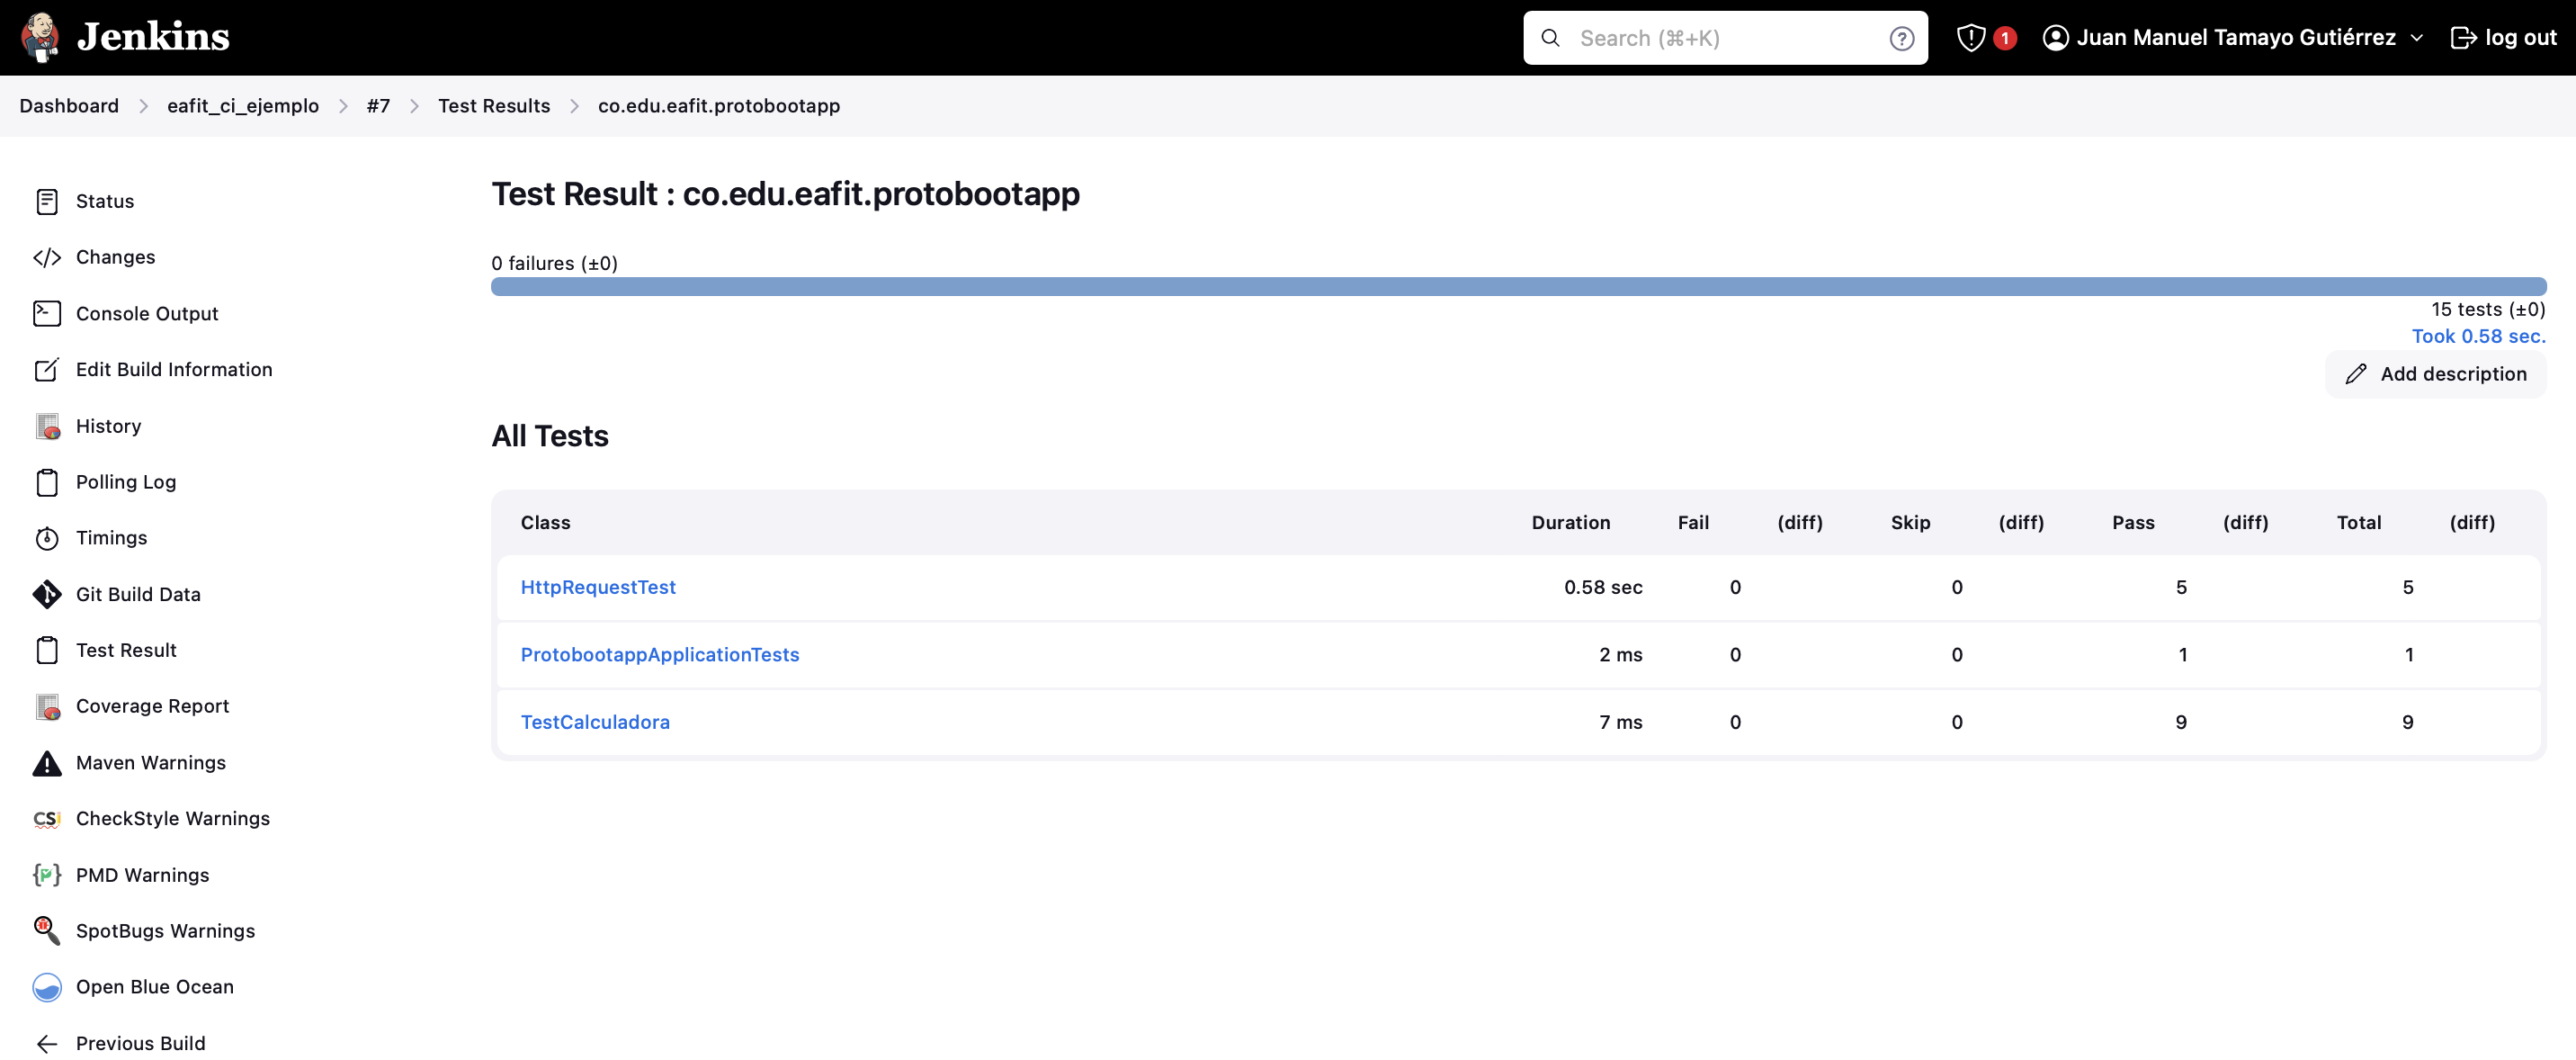 Jenkins
Search (⌘+K)
1
Juan Manuel Tamayo Gutiérrez
log out
Dashboard > eafit_ci_ejemplo > #7 > Test Results > co.edu.eafit.protobootapp
Status
Changes
Console Output
Edit Build Information
History
Polling Log
Timings
Git Build Data
Test Result
Coverage Report
Maven Warnings
CheckStyle Warnings
PMD Warnings
SpotBugs Warnings
Open Blue Ocean
Previous Build
Test Result : co.edu.eafit.protobootapp
0 failures (±0)
15 tests (±0)
Took 0.58 sec.
Add description
All Tests
Class Duration Fail (diff) Skip (diff) Pass (diff) Total (diff)
HttpRequestTest 0.58 sec 0 0 5 5
ProtobootappApplicationTests 2 ms 0 0 1 1
TestCalculadora 7 ms 0 0 9 9